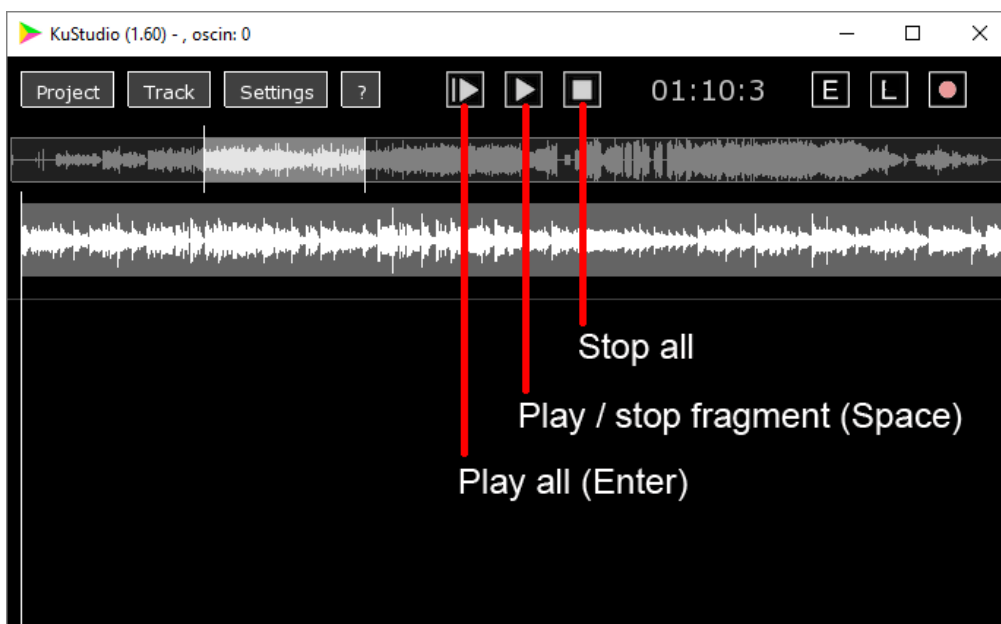 KuStudio (1.60) - , oscin: 0
Project Track Settings ? 01:10:3 E L
Stop all
Play / stop fragment (Space)
Play all (Enter)